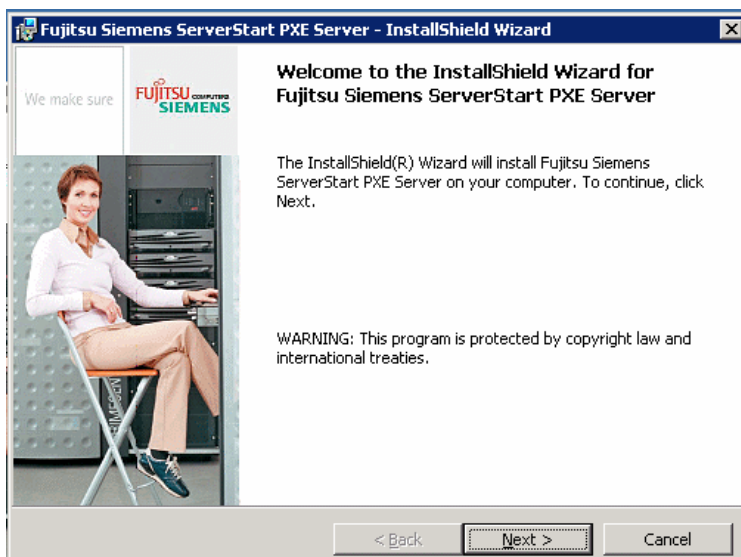 Fujitsu Siemens ServerStart PXE Server - InstallShield Wizard
We make sure
FUJITSU COMPUTERS
SIEMENS
Welcome to the InstallShield Wizard for
Fujitsu Siemens ServerStart PXE Server
The InstallShield(R) Wizard will install Fujitsu Siemens
ServerStart PXE Server on your computer. To continue, click
Next.
WARNING: This program is protected by copyright law and
international treaties.
< Back
Next >
Cancel